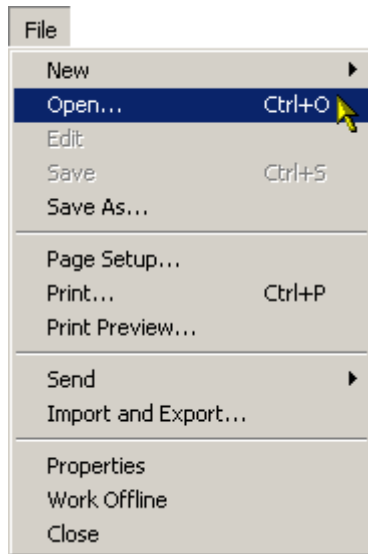 File
New
Open... Ctrl+O
Edit
Save Ctrl+S
Save As...
Page Setup...
Print... Ctrl+P
Print Preview...
Send
Import and Export...
Properties
Work Offline
Close